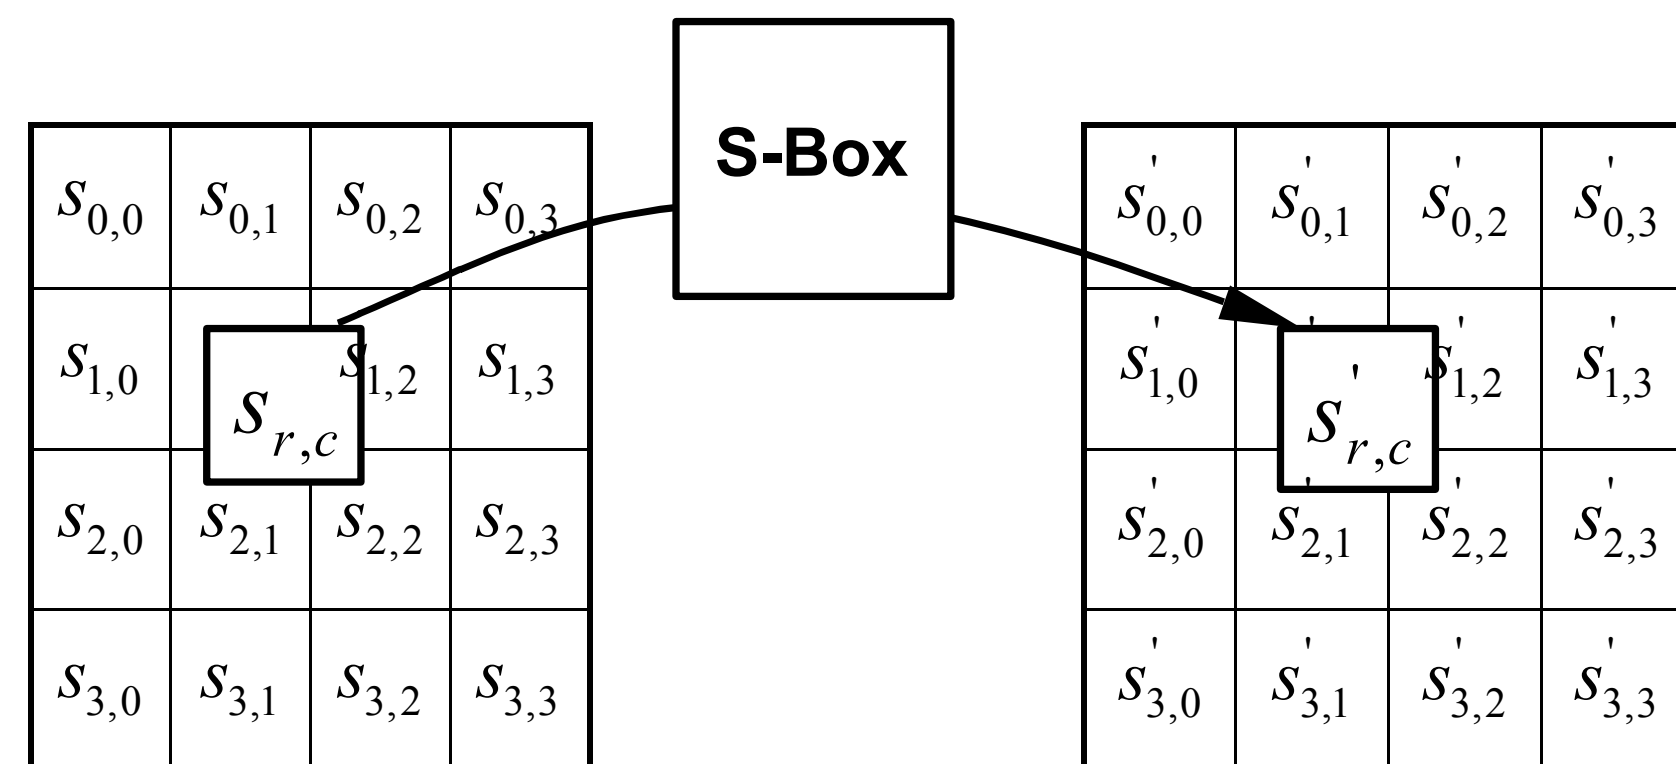 S-Box
s0,0 s0,1 s0,2 s0,3
s1,0 s1,2 s1,3
sr,c
s2,0 s2,1 s2,2 s2,3
s3,0 s3,1 s3,2 s3,3
s'0,0 s'0,1 s'0,2 s'0,3
s'1,0 s'1,2 s'1,3
s'r,c
s'2,0 s'2,1 s'2,2 s'2,3
s'3,0 s'3,1 s'3,2 s'3,3